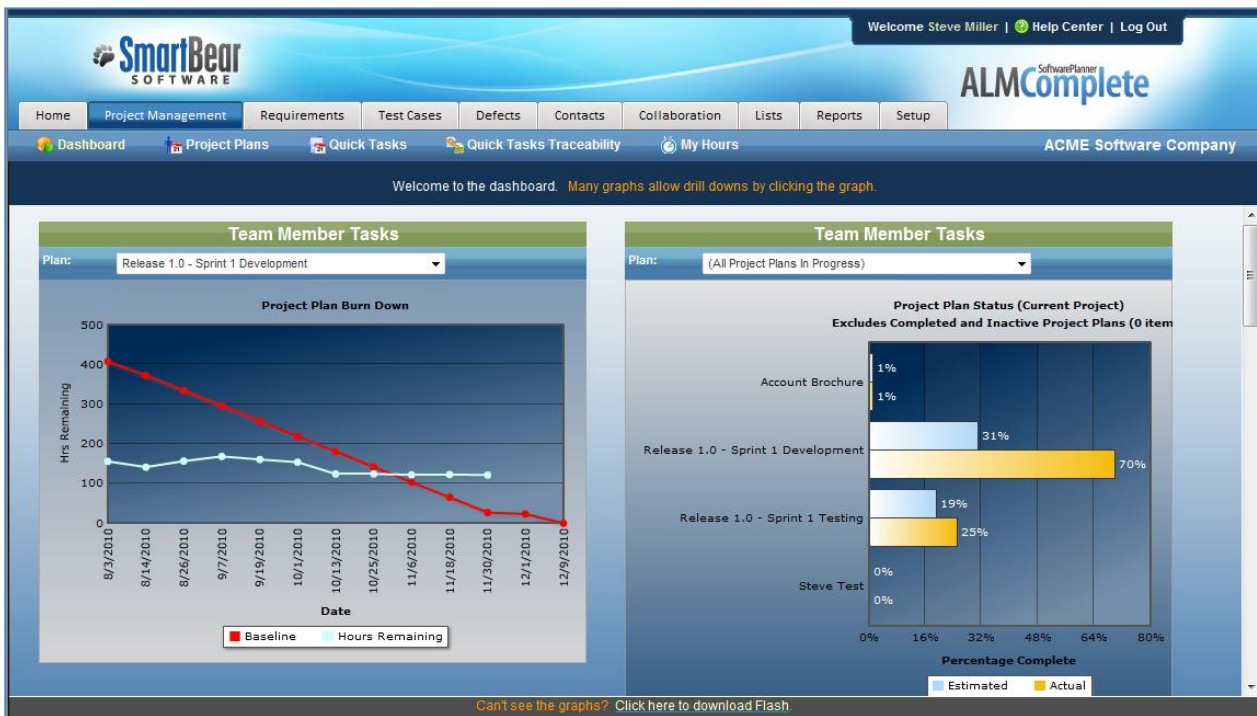 Welcome Steve Miller | Help Center | Log Out
SmartBear
SOFTWARE
SoftwarePlanner
ALMComplete
Home Project Management Requirements Test Cases Defects Contacts Collaboration Lists Reports Setup
Dashboard Project Plans Quick Tasks Quick Tasks Traceability My Hours ACME Software Company
Welcome to the dashboard. Many graphs allow drill downs by clicking the graph.
Team Member Tasks
Plan: Release 1.0 - Sprint 1 Development
Project Plan Burn Down
Hrs Remaining
500
400
300
200
100
0
8/3/2010 8/14/2010 8/26/2010 9/7/2010 9/19/2010 10/1/2010 10/13/2010 10/25/2010 11/6/2010 11/18/2010 11/30/2010 12/1/2010 12/9/2010
Date
Baseline Hours Remaining
Team Member Tasks
Plan: (All Project Plans In Progress)
Project Plan Status (Current Project)
Excludes Completed and Inactive Project Plans (0 item
Account Brochure
1%
1%
Release 1.0 - Sprint 1 Development
31%
70%
Release 1.0 - Sprint 1 Testing
19%
25%
Steve Test
0%
0%
0% 16% 32% 48% 64% 80%
Percentage Complete
Estimated Actual
Can't see the graphs? Click here to download Flash.